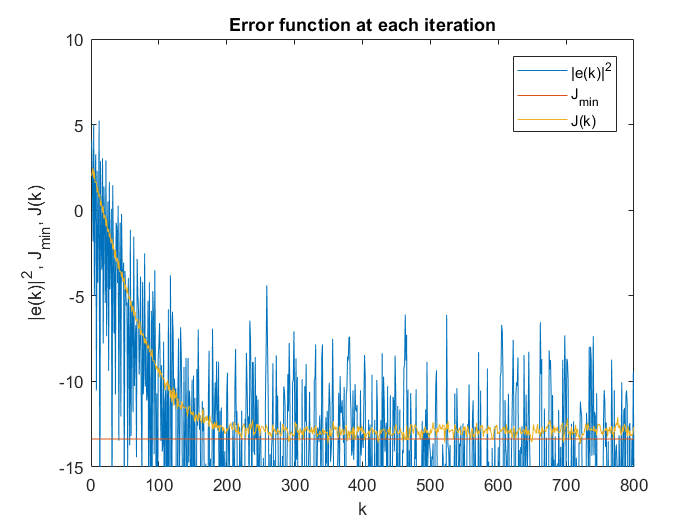 Error function at each iteration
|e(k)|², J_min, J(k)
10
5
0
-5
-10
-15
0 100 200 300 400 500 600 700 800
k
|e(k)|²
J_min
J(k)